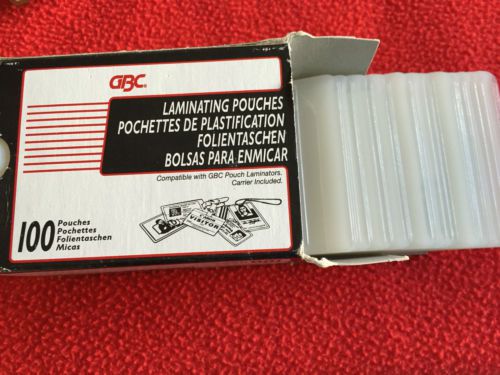 GBC®
LAMINATING POUCHES
POCHETTES DE PLASTIFICATION
FOLIENTASCHEN
BOLSAS PARA ENMICAR
Compatible with GBC Pouch Laminators.
Carrier Included.
100
Pouches
Pochettes
Folientaschen
Micas
VISITOR